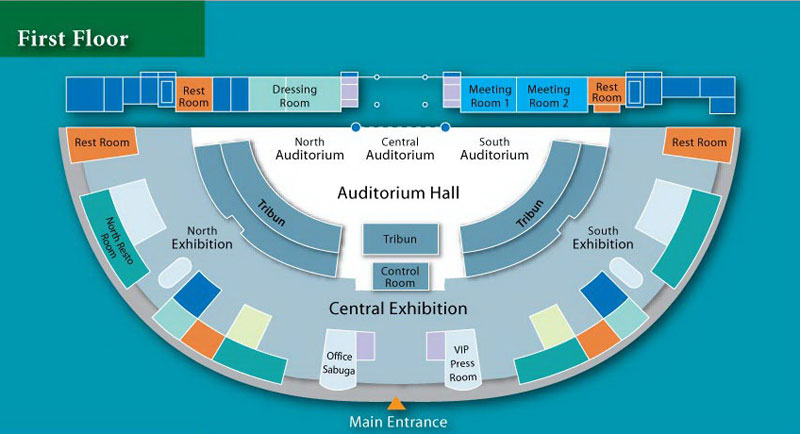 First Floor
Rest
Room
Dressing
Room
Meeting
Room 1
Meeting
Room 2
Rest
Room
Rest Room
North
Auditorium
Central
Auditorium
South
Auditorium
Rest Room
Auditorium Hall
Tribun
Tribun
Tribun
North Resto
Room
North
Exhibition
South
Exhibition
Control
Room
Central Exhibition
Office
Sabuga
VIP
Press
Room
Main Entrance